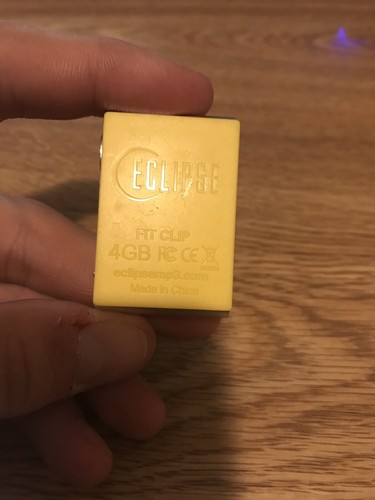 ECLIPSE
FIT CLIP
4GB FC CE
eclipsemp3.com
Made in China